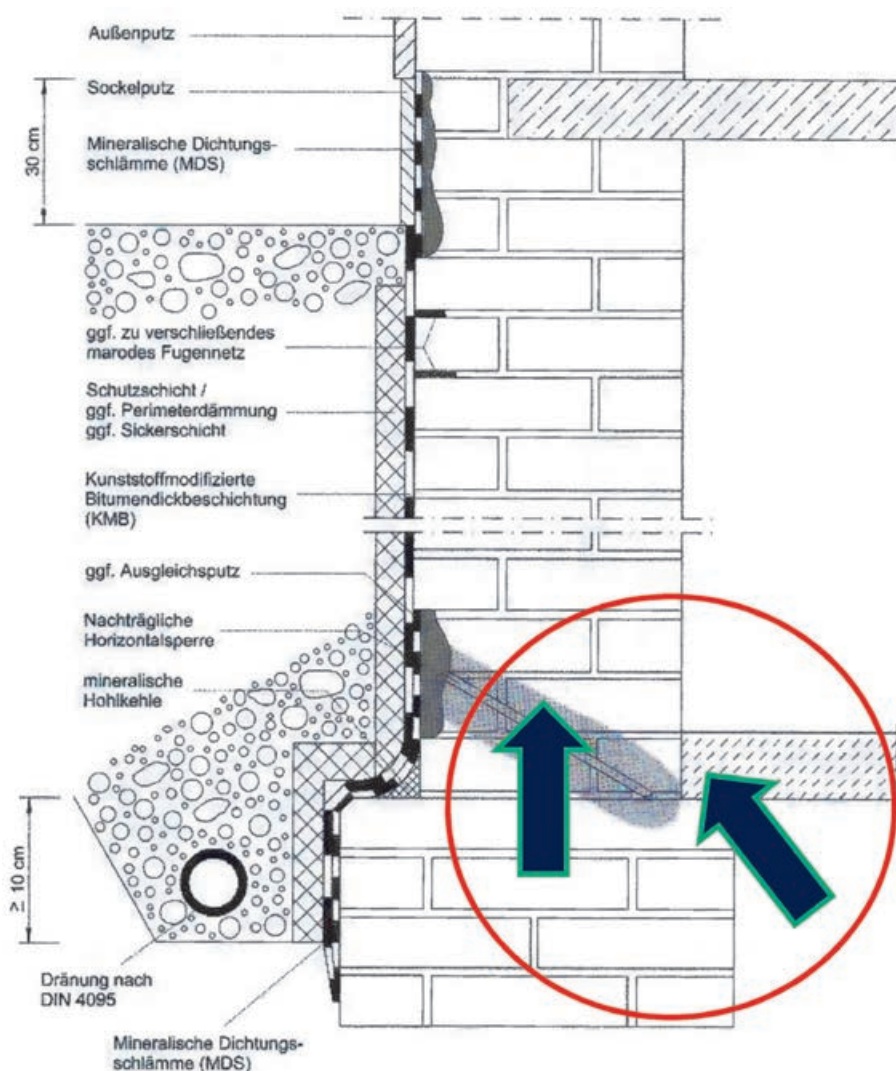 Außenputz
Sockelputz
30 cm
Mineralische Dichtungs-
schlämme (MDS)
ggf. zu verschließendes
marodes Fugennetz
Schutzschicht /
ggf. Perimeterdämmung
ggf. Sickerschicht
Kunststoffmodifizierte
Bitumendickbeschichtung
(KMB)
ggf. Ausgleichsputz
Nachträgliche
Horizontalsperre
mineralische
Hohlkehle
≥ 10 cm
Dränung nach
DIN 4095
Mineralische Dichtungs-
schlämme (MDS)